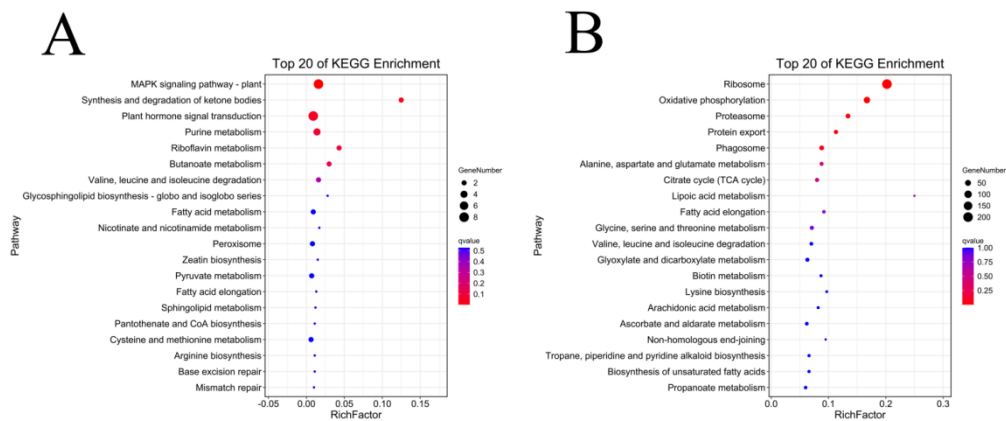 A
Top 20 of KEGG Enrichment
Pathway
MAPK signaling pathway - plant
Synthesis and degradation of ketone bodies
Plant hormone signal transduction
Purine metabolism
Riboflavin metabolism
Butanoate metabolism
Valine, leucine and isoleucine degradation
Glycosphingolipid biosynthesis - globo and isoglobo series
Fatty acid metabolism
Nicotinate and nicotinamide metabolism
Peroxisome
Zeatin biosynthesis
Pyruvate metabolism
Fatty acid elongation
Sphingolipid metabolism
Pantothenate and CoA biosynthesis
Cysteine and methionine metabolism
Arginine biosynthesis
Base excision repair
Mismatch repair
-0.05 0.00 0.05 0.10 0.15
RichFactor
GeneNumber
2
4
6
8
qvalue
0.5
0.4
0.3
0.2
0.1
B
Top 20 of KEGG Enrichment
Pathway
Ribosome
Oxidative phosphorylation
Proteasome
Protein export
Phagosome
Alanine, aspartate and glutamate metabolism
Citrate cycle (TCA cycle)
Lipoic acid metabolism
Fatty acid elongation
Glycine, serine and threonine metabolism
Valine, leucine and isoleucine degradation
Glyoxylate and dicarboxylate metabolism
Biotin metabolism
Lysine biosynthesis
Arachidonic acid metabolism
Ascorbate and aldarate metabolism
Non-homologous end-joining
Tropane, piperidine and pyridine alkaloid biosynthesis
Biosynthesis of unsaturated fatty acids
Propanoate metabolism
0.0 0.1 0.2 0.3
RichFactor
GeneNumber
50
100
150
200
qvalue
1.00
0.75
0.50
0.25